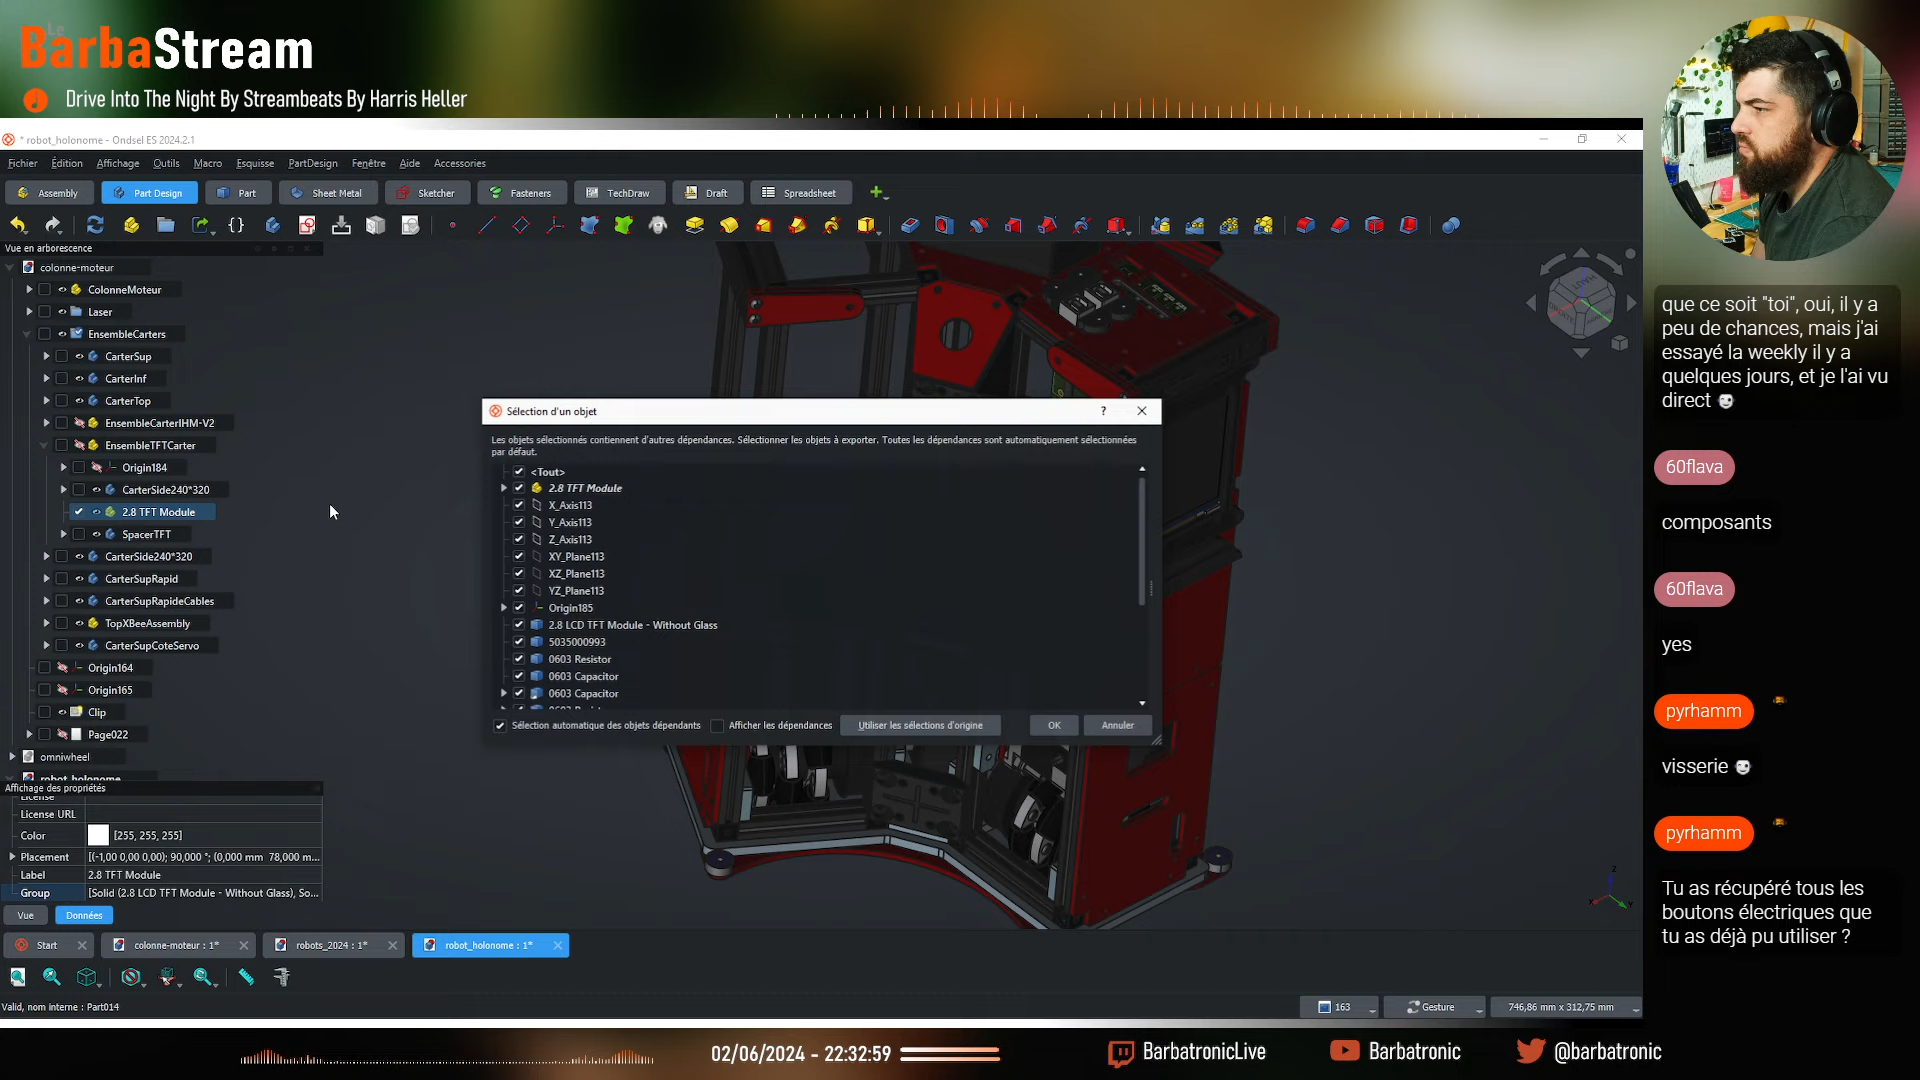 Le
BarbaStream
Drive Into The Night By Streambeats By Harris Heller
* robot_holonome - Ondsel ES 2024.2.1
Fichier Édition Affichage Outils Macro Esquisse PartDesign Fenêtre Aide Accessories
Assembly Part Design Part Sheet Metal Sketcher Fasteners TechDraw Draft Spreadsheet
Vue en arborescence
colonne-moteur
ColonneMoteur
Laser
EnsembleCarters
CarterSup
CarterInf
CarterTop
EnsembleCarterIHM-V2
EnsembleTFTCarter
Origin184
CarterSide240*320
2.8 TFT Module
SpacerTFT
CarterSide240*320
CarterSupRapid
CarterSupRapideCables
TopXBeeAssembly
CarterSupCoteServo
Origin164
Origin165
Clip
Page022
omniwheel
robot_holonome
Affichage des propriétés
License
License URL
Color [255, 255, 255]
Placement [(-1,00 0,00 0,00); 90,000 °; (0,000 mm 78,000 m...
Label 2.8 TFT Module
Group [Solid (2.8 LCD TFT Module - Without Glass), So...
Vue Données
Sélection d'un objet
?
Les objets sélectionnés contiennent d'autres dépendances. Sélectionner les objets à exporter. Toutes les dépendances sont automatiquement sélectionnées
par défaut.
<Tout>
2.8 TFT Module
X_Axis113
Y_Axis113
Z_Axis113
XY_Plane113
XZ_Plane113
YZ_Plane113
Origin185
2.8 LCD TFT Module - Without Glass
5035000993
0603 Resistor
0603 Capacitor
0603 Capacitor
Sélection automatique des objets dépendants Afficher les dépendances Utiliser les sélections d'origine OK Annuler
Start colonne-moteur : 1* robots_2024 : 1* robot_holonome : 1*
Valid, nom interne : Part014
163 Gesture 746,86 mm x 312,75 mm
que ce soit "toi", oui, il y a
peu de chances, mais j'ai
essayé la weekly il y a
quelques jours, et je l'ai vu
direct
60flava
composants
60flava
yes
pyrhamm
visserie
pyrhamm
Tu as récupéré tous les
boutons électriques que
tu as déjà pu utiliser ?
02/06/2024 - 22:32:59
BarbatronicLive Barbatronic @barbatronic